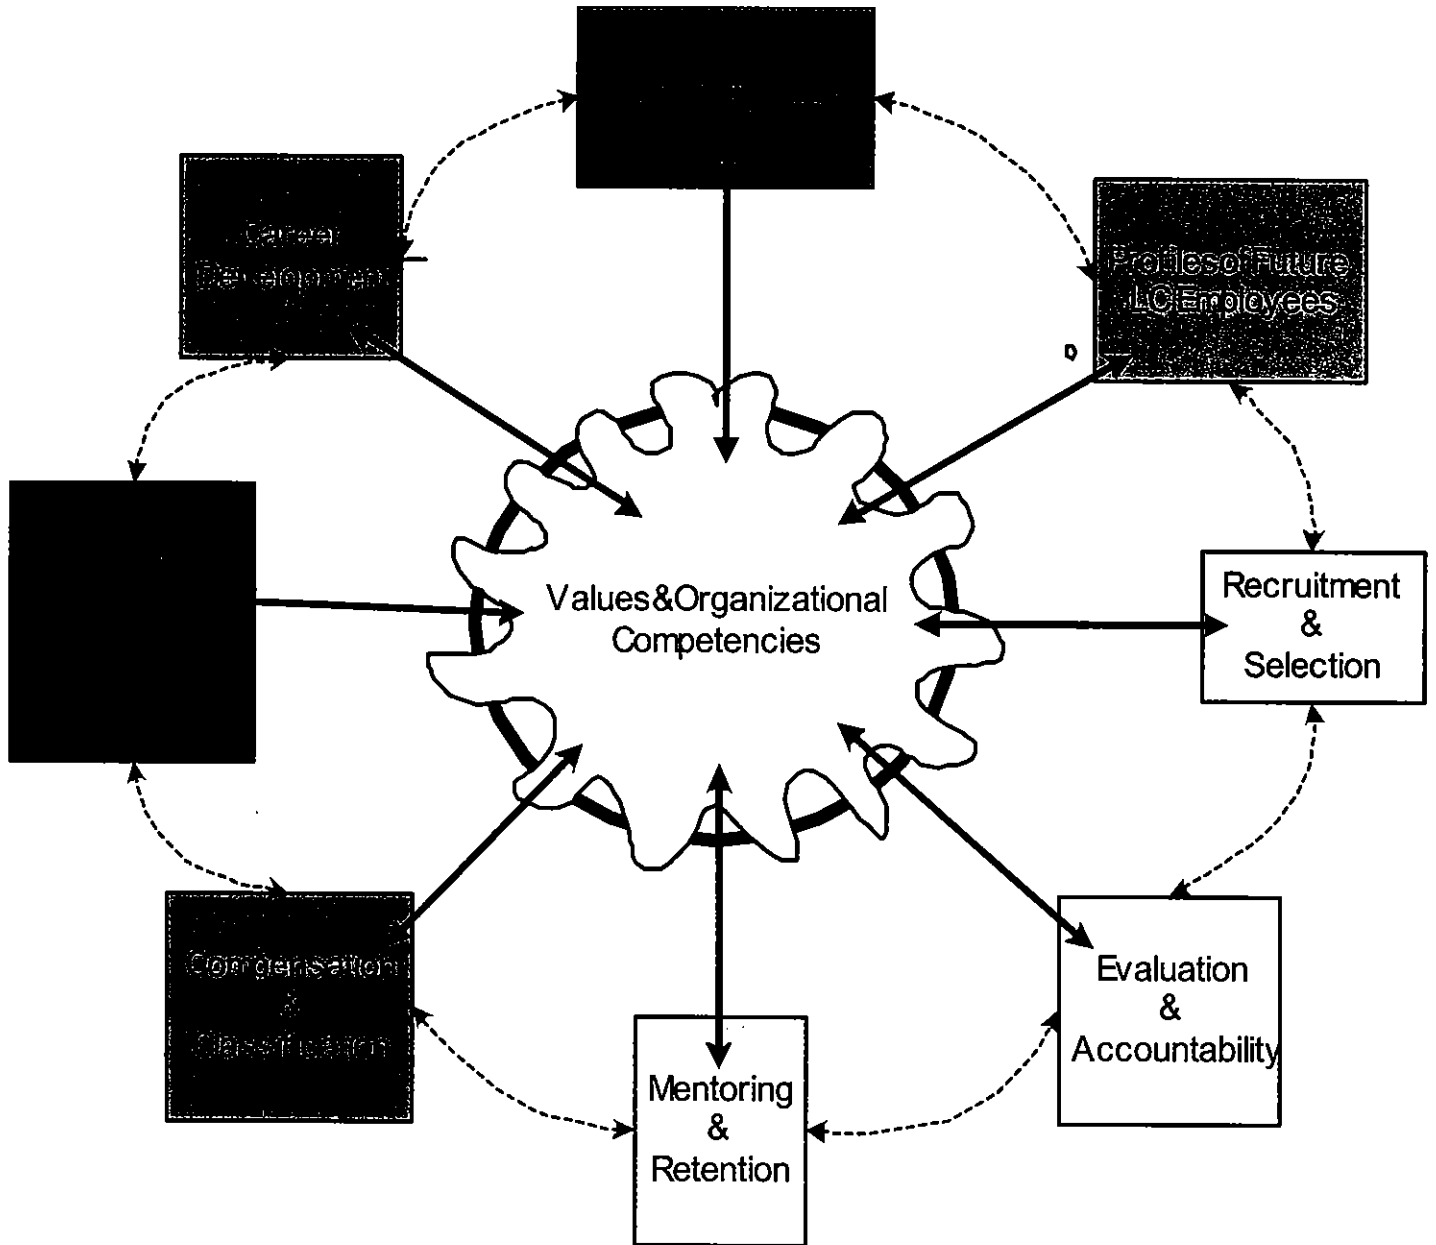 Career
Development
Profiles of Future
LC Employees
Values & Organizational
Competencies
Recruitment
&
Selection
Compensation
&
Classification
Evaluation
&
Accountability
Mentoring
&
Retention